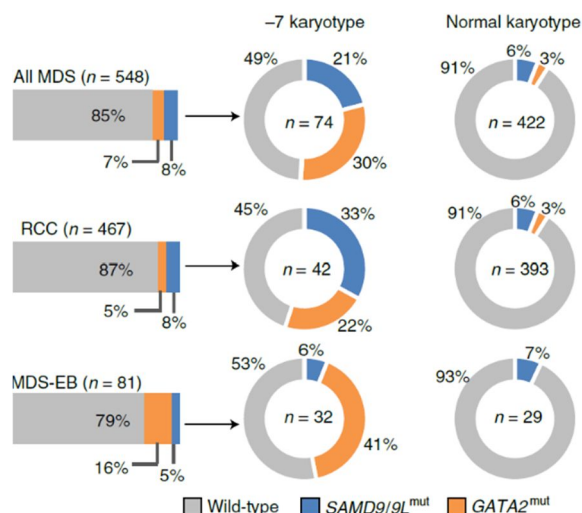 –7 karyotype
Normal karyotype
All MDS (n = 548)
85%
7%
8%
49%
21%
n = 74
30%
91%
6%
3%
n = 422
RCC (n = 467)
87%
5%
8%
45%
33%
n = 42
22%
91%
6%
3%
n = 393
MDS-EB (n = 81)
79%
16%
5%
53%
6%
n = 32
41%
93%
7%
n = 29
Wild-type SAMD9/9Lmut GATA2mut